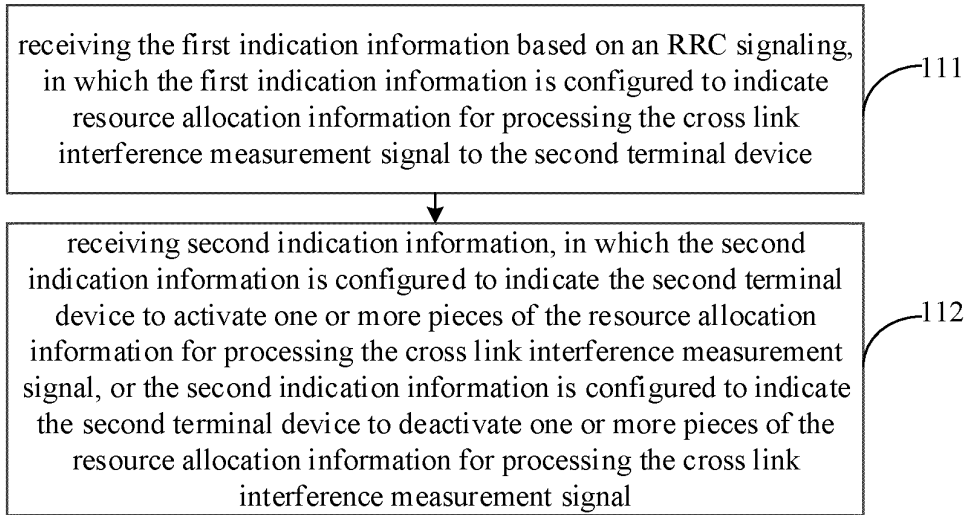 receiving the first indication information based on an RRC signaling,
in which the first indication information is configured to indicate
resource allocation information for processing the cross link
interference measurement signal to the second terminal device
111
receiving second indication information, in which the second
indication information is configured to indicate the second terminal
device to activate one or more pieces of the resource allocation
information for processing the cross link interference measurement
signal, or the second indication information is configured to indicate
the second terminal device to deactivate one or more pieces of the
resource allocation information for processing the cross link
interference measurement signal
112